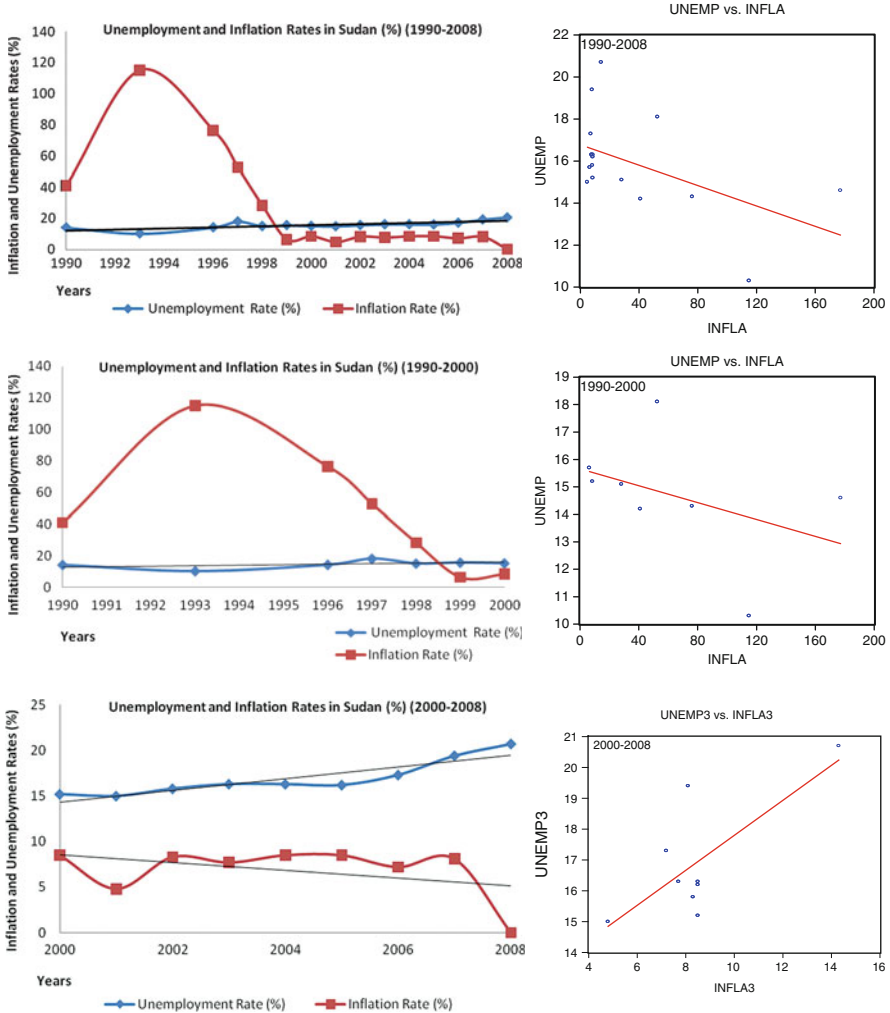 Unemployment and Inflation Rates in Sudan (%) (1990-2008)
Inflation and Unemployment Rates (%)
140
120
100
80
60
40
20
0
1990 1992 1994 1996 1998 2000 2002 2004 2006 2008
Years
Unemployment Rate (%) Inflation Rate (%)
UNEMP vs. INFLA
1990-2008
UNEMP
22
20
18
16
14
12
10
0 40 80 120 160 200
INFLA
Unemployment and Inflation Rates in Sudan (%) (1990-2000)
Inflation and Unemployment Rates (%)
140
120
100
80
60
40
20
0
1990 1991 1992 1993 1994 1995 1996 1997 1998 1999 2000
Years
Unemployment Rate (%)
Inflation Rate (%)
UNEMP vs. INFLA
1990-2000
UNEMP
19
18
17
16
15
14
13
12
11
10
0 40 80 120 160 200
INFLA
Unemployment and Inflation Rates in Sudan (%) (2000-2008)
Inflation and Unemployment Rates (%)
25
20
15
10
5
0
2000 2002 2004 2006 2008
Years
Unemployment Rate (%) Inflation Rate (%)
UNEMP3 vs. INFLA3
2000-2008
UNEMP3
21
20
19
18
17
16
15
14
4 6 8 10 12 14 16
INFLA3